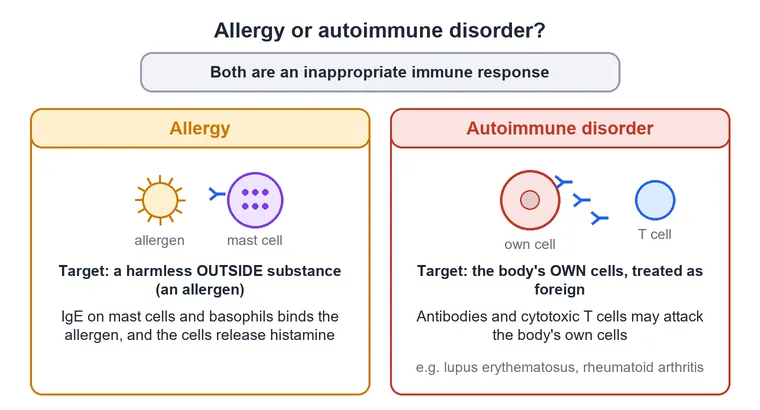 Allergy or autoimmune disorder?
Both are an inappropriate immune response
Allergy
allergen
mast cell
Target: a harmless OUTSIDE substance
(an allergen)
IgE on mast cells and basophils binds the
allergen, and the cells release histamine
Autoimmune disorder
own cell
T cell
Target: the body's OWN cells, treated as
foreign
Antibodies and cytotoxic T cells may attack
the body's own cells
e.g. lupus erythematosus, rheumatoid arthritis